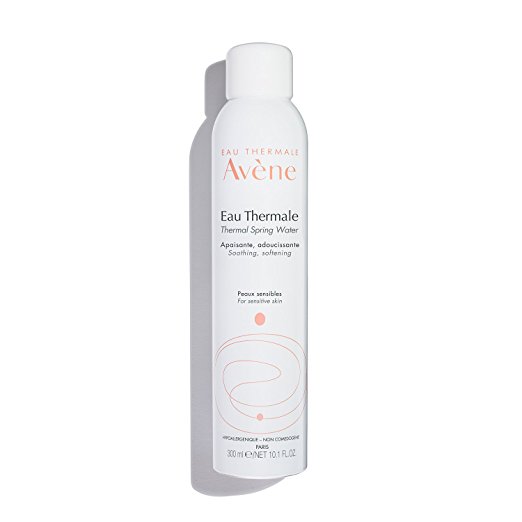 EAU THERMALE
Avène
Eau Thermale
Thermal Spring Water
Apaisante, adoucissante
Soothing, softening
Peaux sensibles
For sensitive skin
HYPOALLERGENIQUE - NON COMEDOGENE
PARIS
300 ml ℮/NET 10.1 FL.OZ.